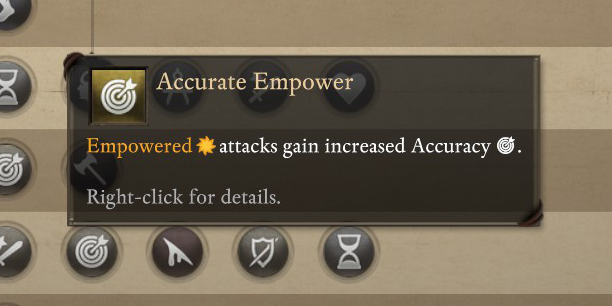 Accurate Empower
Empowered attacks gain increased Accuracy .
Right-click for details.